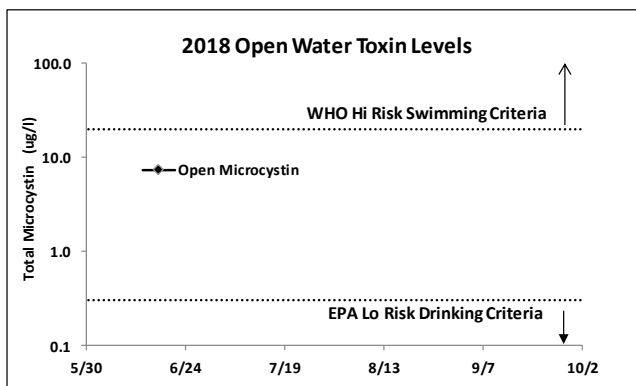 2018 Open Water Toxin Levels
Total Microcystin (ug/l)
100.0
WHO Hi Risk Swimming Criteria
10.0
Open Microcystin
1.0
EPA Lo Risk Drinking Criteria
0.1
5/30 6/24 7/19 8/13 9/7 10/2